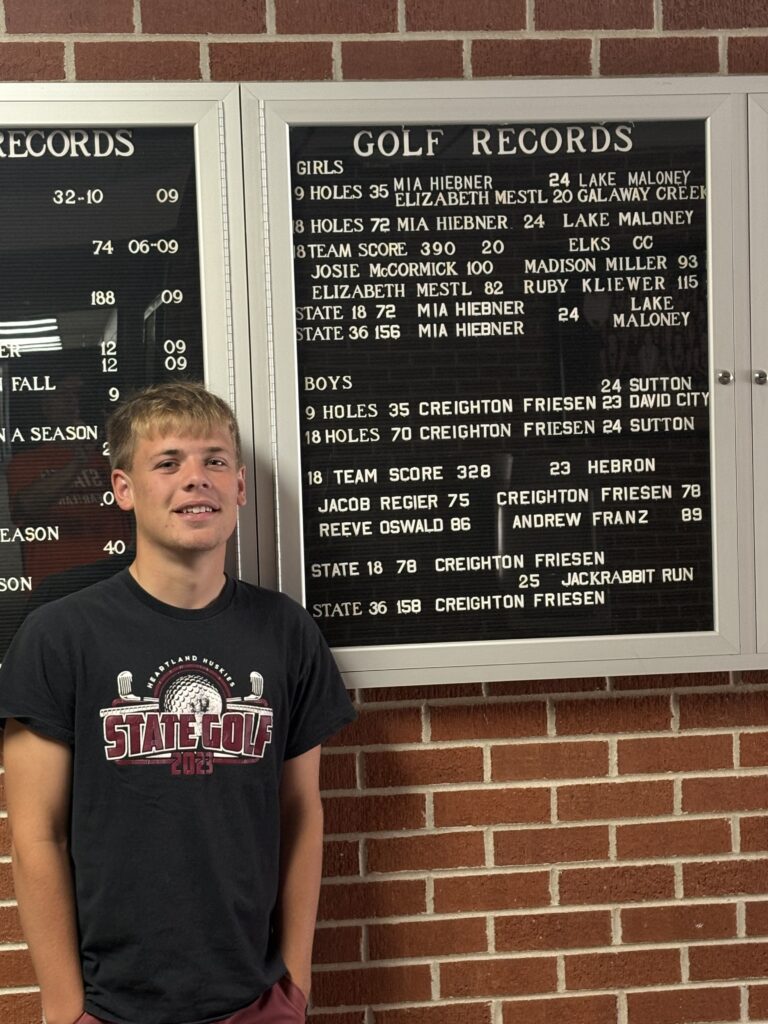 RECORDS
32-10 09
74 06-09
188 09
ER 12 09
12 09
FALL 9
N A SEASON
EASON
40
SON
GOLF RECORDS
GIRLS
9 HOLES 35 MIA HIEBNER 24 LAKE MALONEY
ELIZABETH MESTL 20 GALAWAY CREEK
18 HOLES 72 MIA HIEBNER 24 LAKE MALONEY
18 TEAM SCORE 390 20 ELKS CC
JOSIE McCORMICK 100 MADISON MILLER 93
ELIZABETH MESTL 82 RUBY KLIEWER 115
STATE 18 72 MIA HIEBNER 24 LAKE
STATE 36 156 MIA HIEBNER MALONEY
BOYS
24 SUTTON
9 HOLES 35 CREIGHTON FRIESEN 23 DAVID CITY
18 HOLES 70 CREIGHTON FRIESEN 24 SUTTON
18 TEAM SCORE 328 23 HEBRON
JACOB REGIER 75 CREIGHTON FRIESEN 78
REEVE OSWALD 86 ANDREW FRANZ 89
STATE 18 78 CREIGHTON FRIESEN
25 JACKRABBIT RUN
STATE 36 158 CREIGHTON FRIESEN
HEARTLAND HUSKIES
STATE GOLF
2023